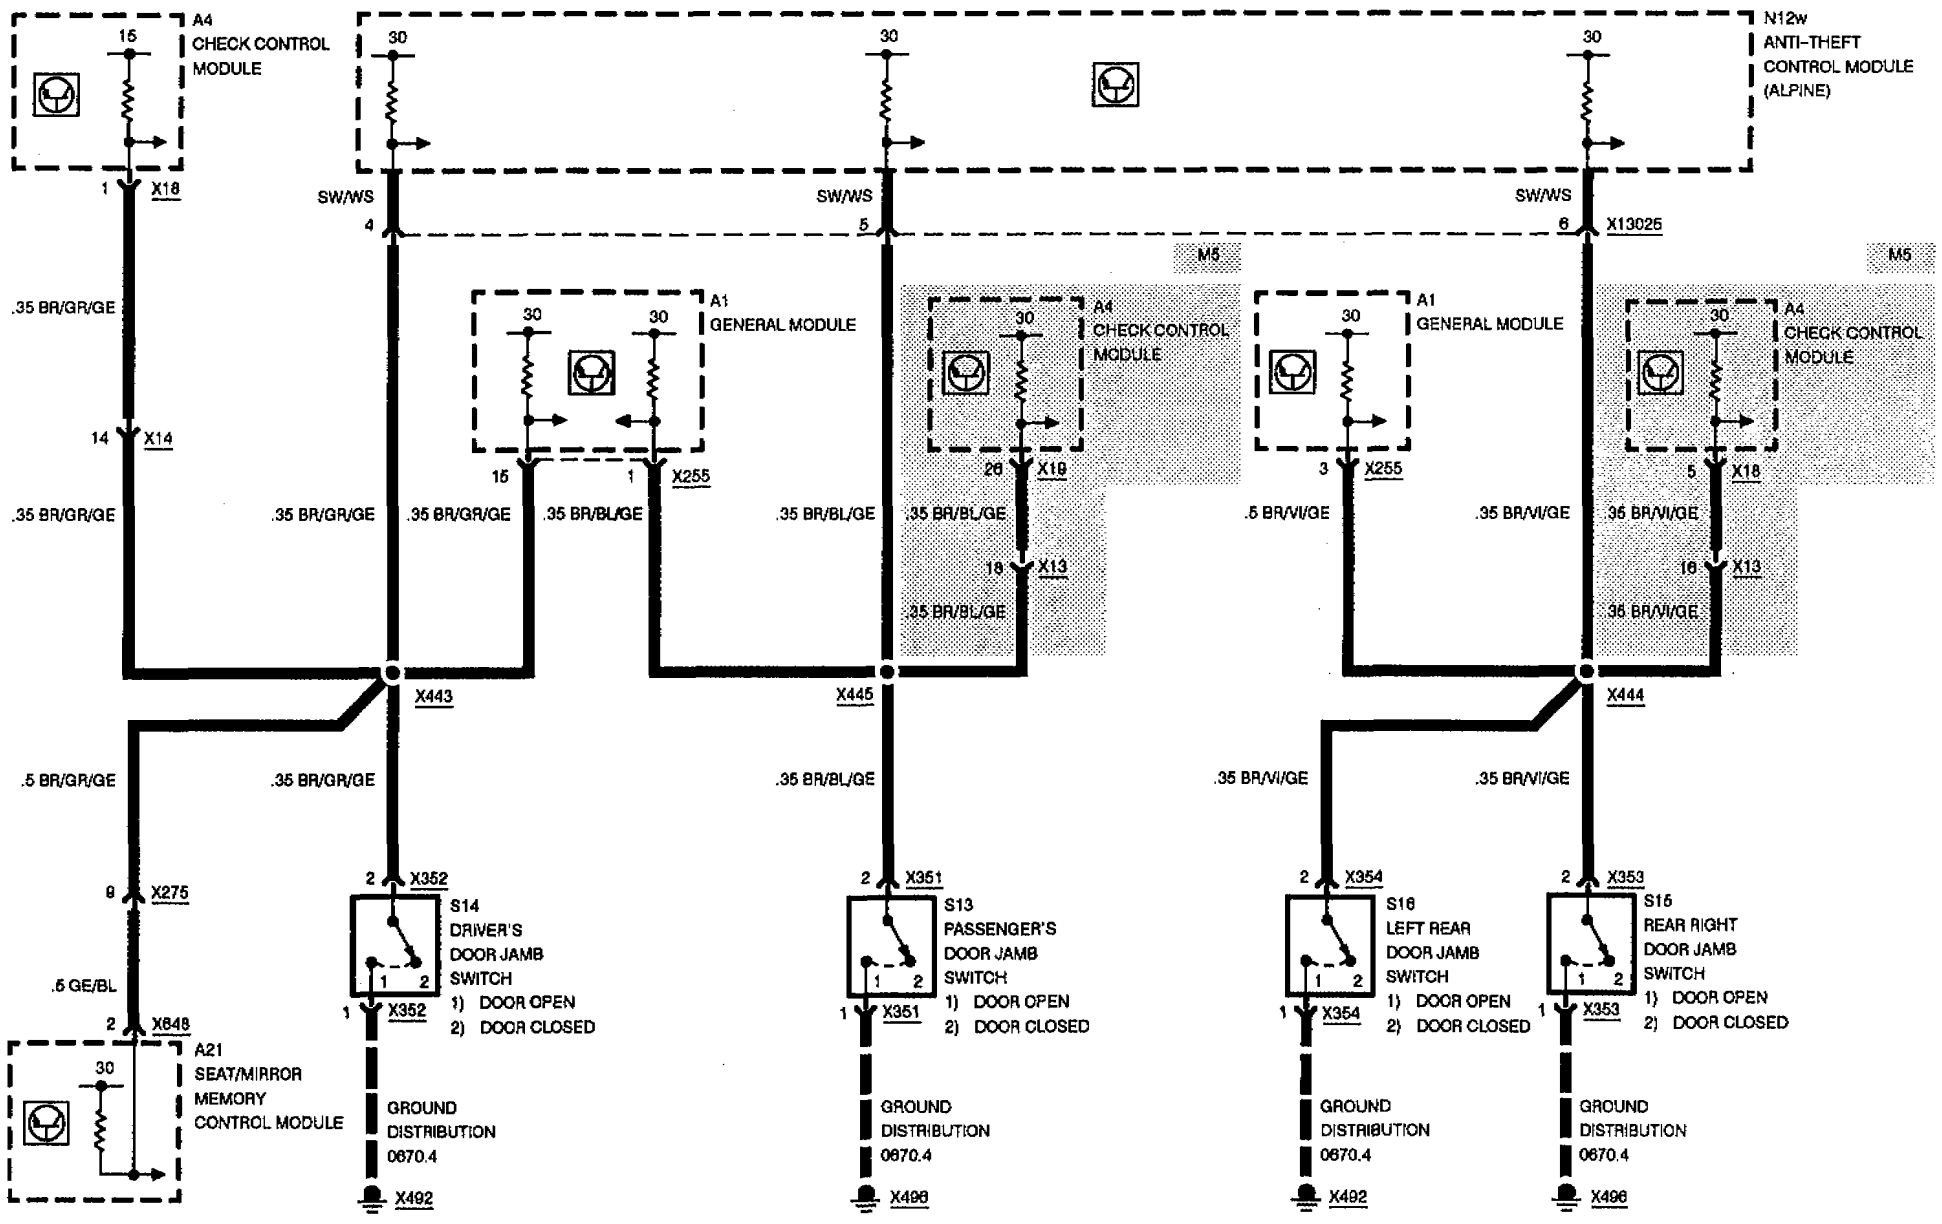 A4
CHECK CONTROL
MODULE
15
30
30
30
N12w
ANTI-THEFT
CONTROL MODULE
(ALPINE)
1 X18
SW/WS
SW/WS
SW/WS
4
5
6 X13025
M5
M5
.35 BR/GR/GE
A1
GENERAL MODULE
30
30
A4
CHECK CONTROL
MODULE
30
A1
GENERAL MODULE
30
A4
CHECK CONTROL
MODULE
30
14 X14
15
1 X255
26 X19
3 X255
5 X18
.35 BR/GR/GE
.35 BR/GR/GE
.35 BR/GR/GE
.35 BR/BL/GE
.35 BR/BL/GE
.35 BR/BL/GE
.5 BR/VI/GE
.35 BR/VI/GE
.35 BR/VI/GE
18 X13
16 X13
.35 BR/BL/GE
.35 BR/VI/GE
X443
X445
X444
.5 BR/GR/GE
.35 BR/GR/GE
.35 BR/BL/GE
.35 BR/VI/GE
.35 BR/VI/GE
9 X275
2 X352
2 X351
2 X354
2 X353
S14
DRIVER'S
DOOR JAMB
SWITCH
1) DOOR OPEN
2) DOOR CLOSED
1 2
S13
PASSENGER'S
DOOR JAMB
SWITCH
1) DOOR OPEN
2) DOOR CLOSED
1 2
S16
LEFT REAR
DOOR JAMB
SWITCH
1) DOOR OPEN
2) DOOR CLOSED
1 2
S15
REAR RIGHT
DOOR JAMB
SWITCH
1) DOOR OPEN
2) DOOR CLOSED
1 2
.5 GE/BL
1 X352
1 X351
1 X354
1 X353
2 X648
A21
SEAT/MIRROR
MEMORY
CONTROL MODULE
30
GROUND
DISTRIBUTION
0670.4
GROUND
DISTRIBUTION
0670.4
GROUND
DISTRIBUTION
0670.4
GROUND
DISTRIBUTION
0670.4
X492
X496
X492
X496